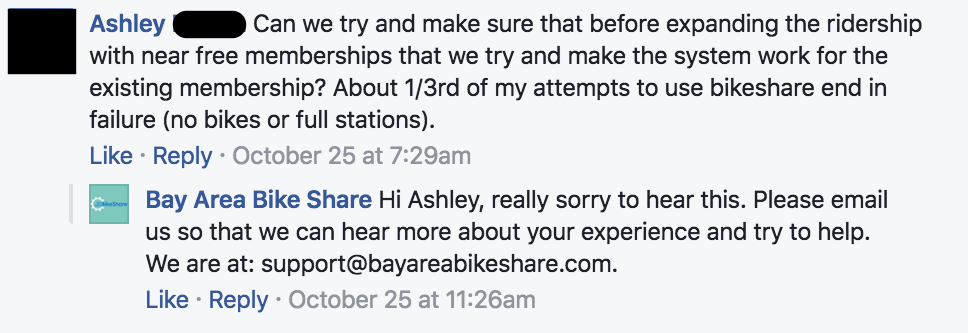 Ashley Can we try and make sure that before expanding the ridership
with near free memberships that we try and make the system work for the
existing membership? About 1/3rd of my attempts to use bikeshare end in
failure (no bikes or full stations).
Like · Reply · October 25 at 7:29am
BikeShare
Bay Area Bike Share Hi Ashley, really sorry to hear this. Please email
us so that we can hear more about your experience and try to help.
We are at: support@bayareabikeshare.com.
Like · Reply · October 25 at 11:26am